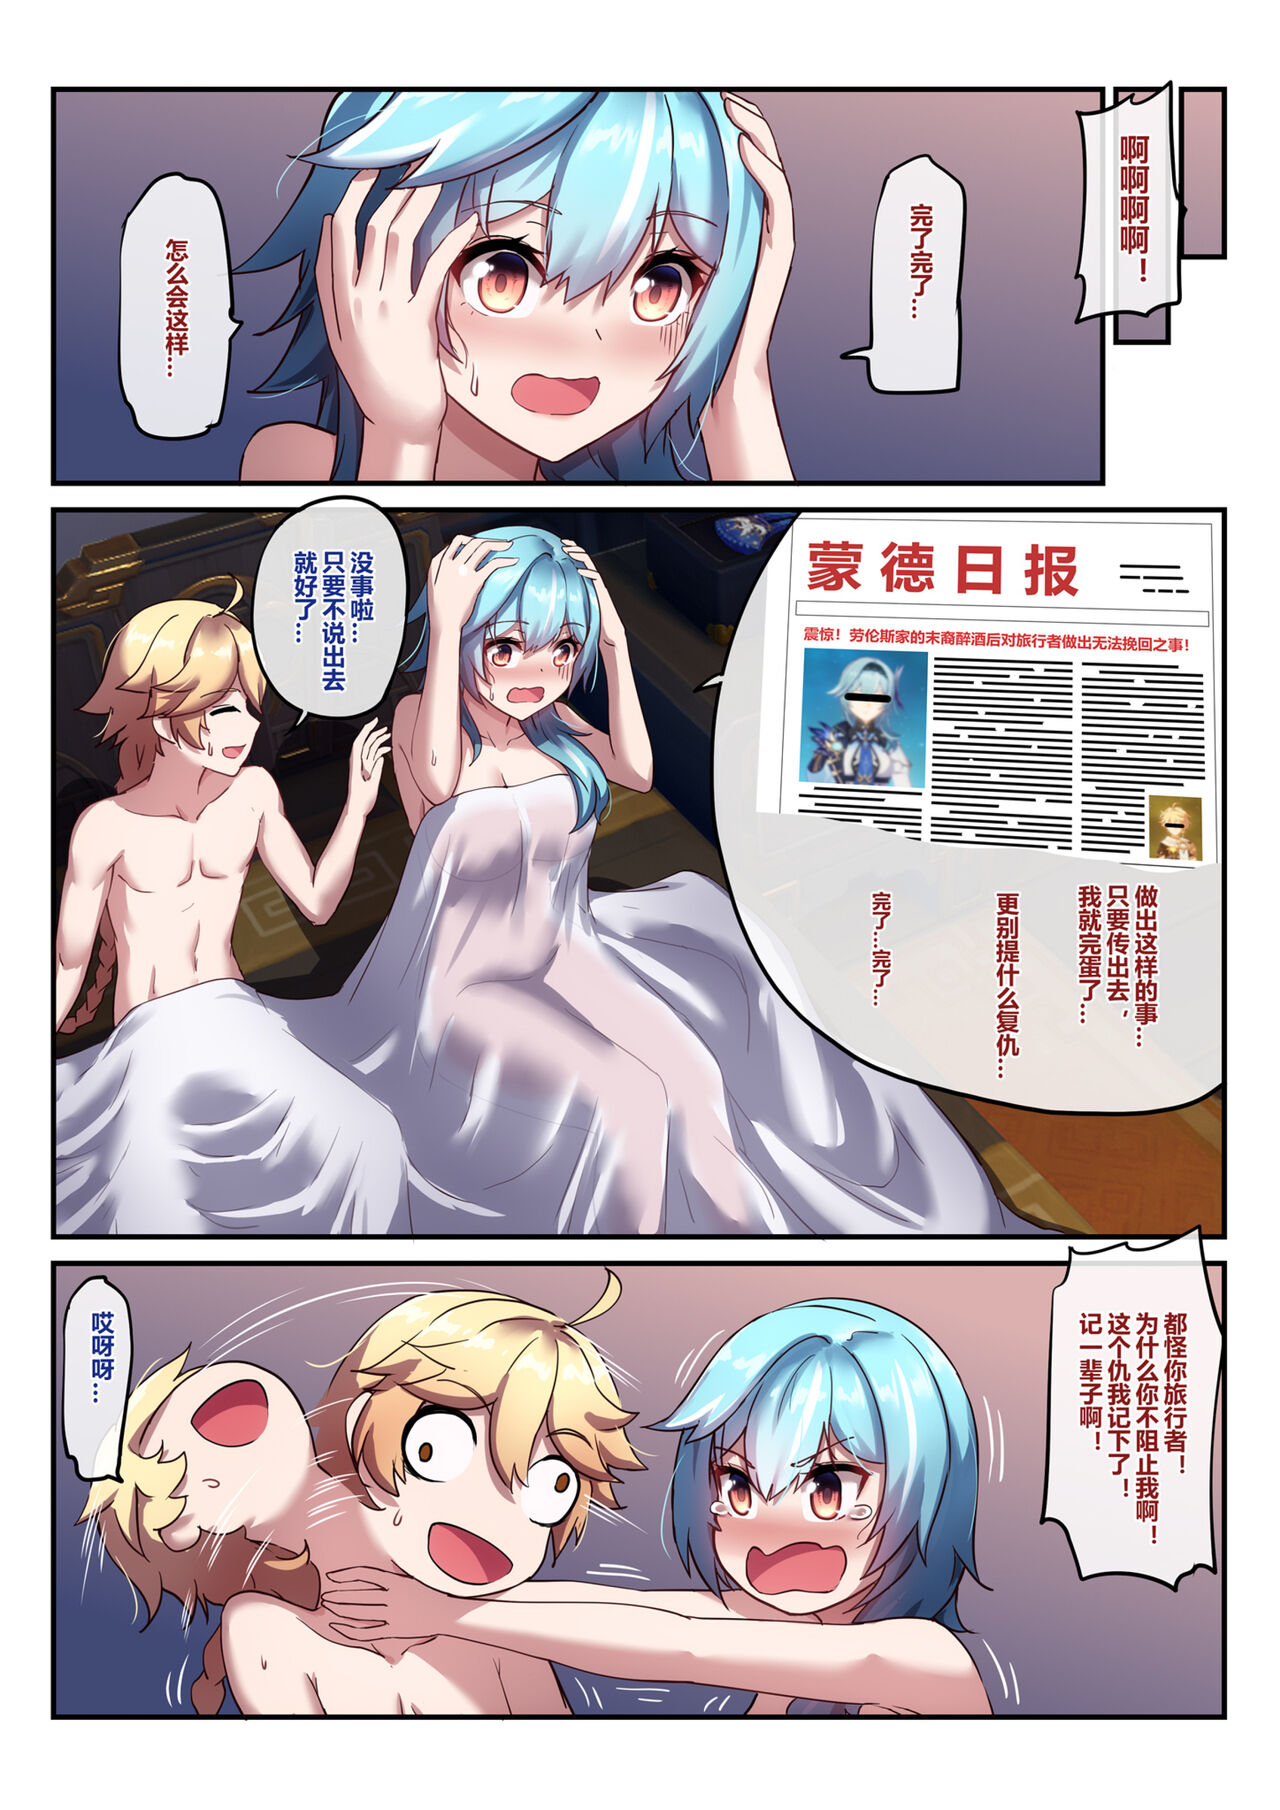 啊啊啊啊！
完了完了…
怎么会这样…
蒙德日报
震惊！劳伦斯家的末裔醉酒后对旅行者做出无法挽回之事！
做出这样的事…
只要传出去，
我就完蛋了…
更别提什么复仇…
完了…完了…
没事啦…
只要不说出去
就好了…
都怪你旅行者！
为什么你不阻止我啊！
这个仇我记下了！
记一辈子啊！
哎呀呀…